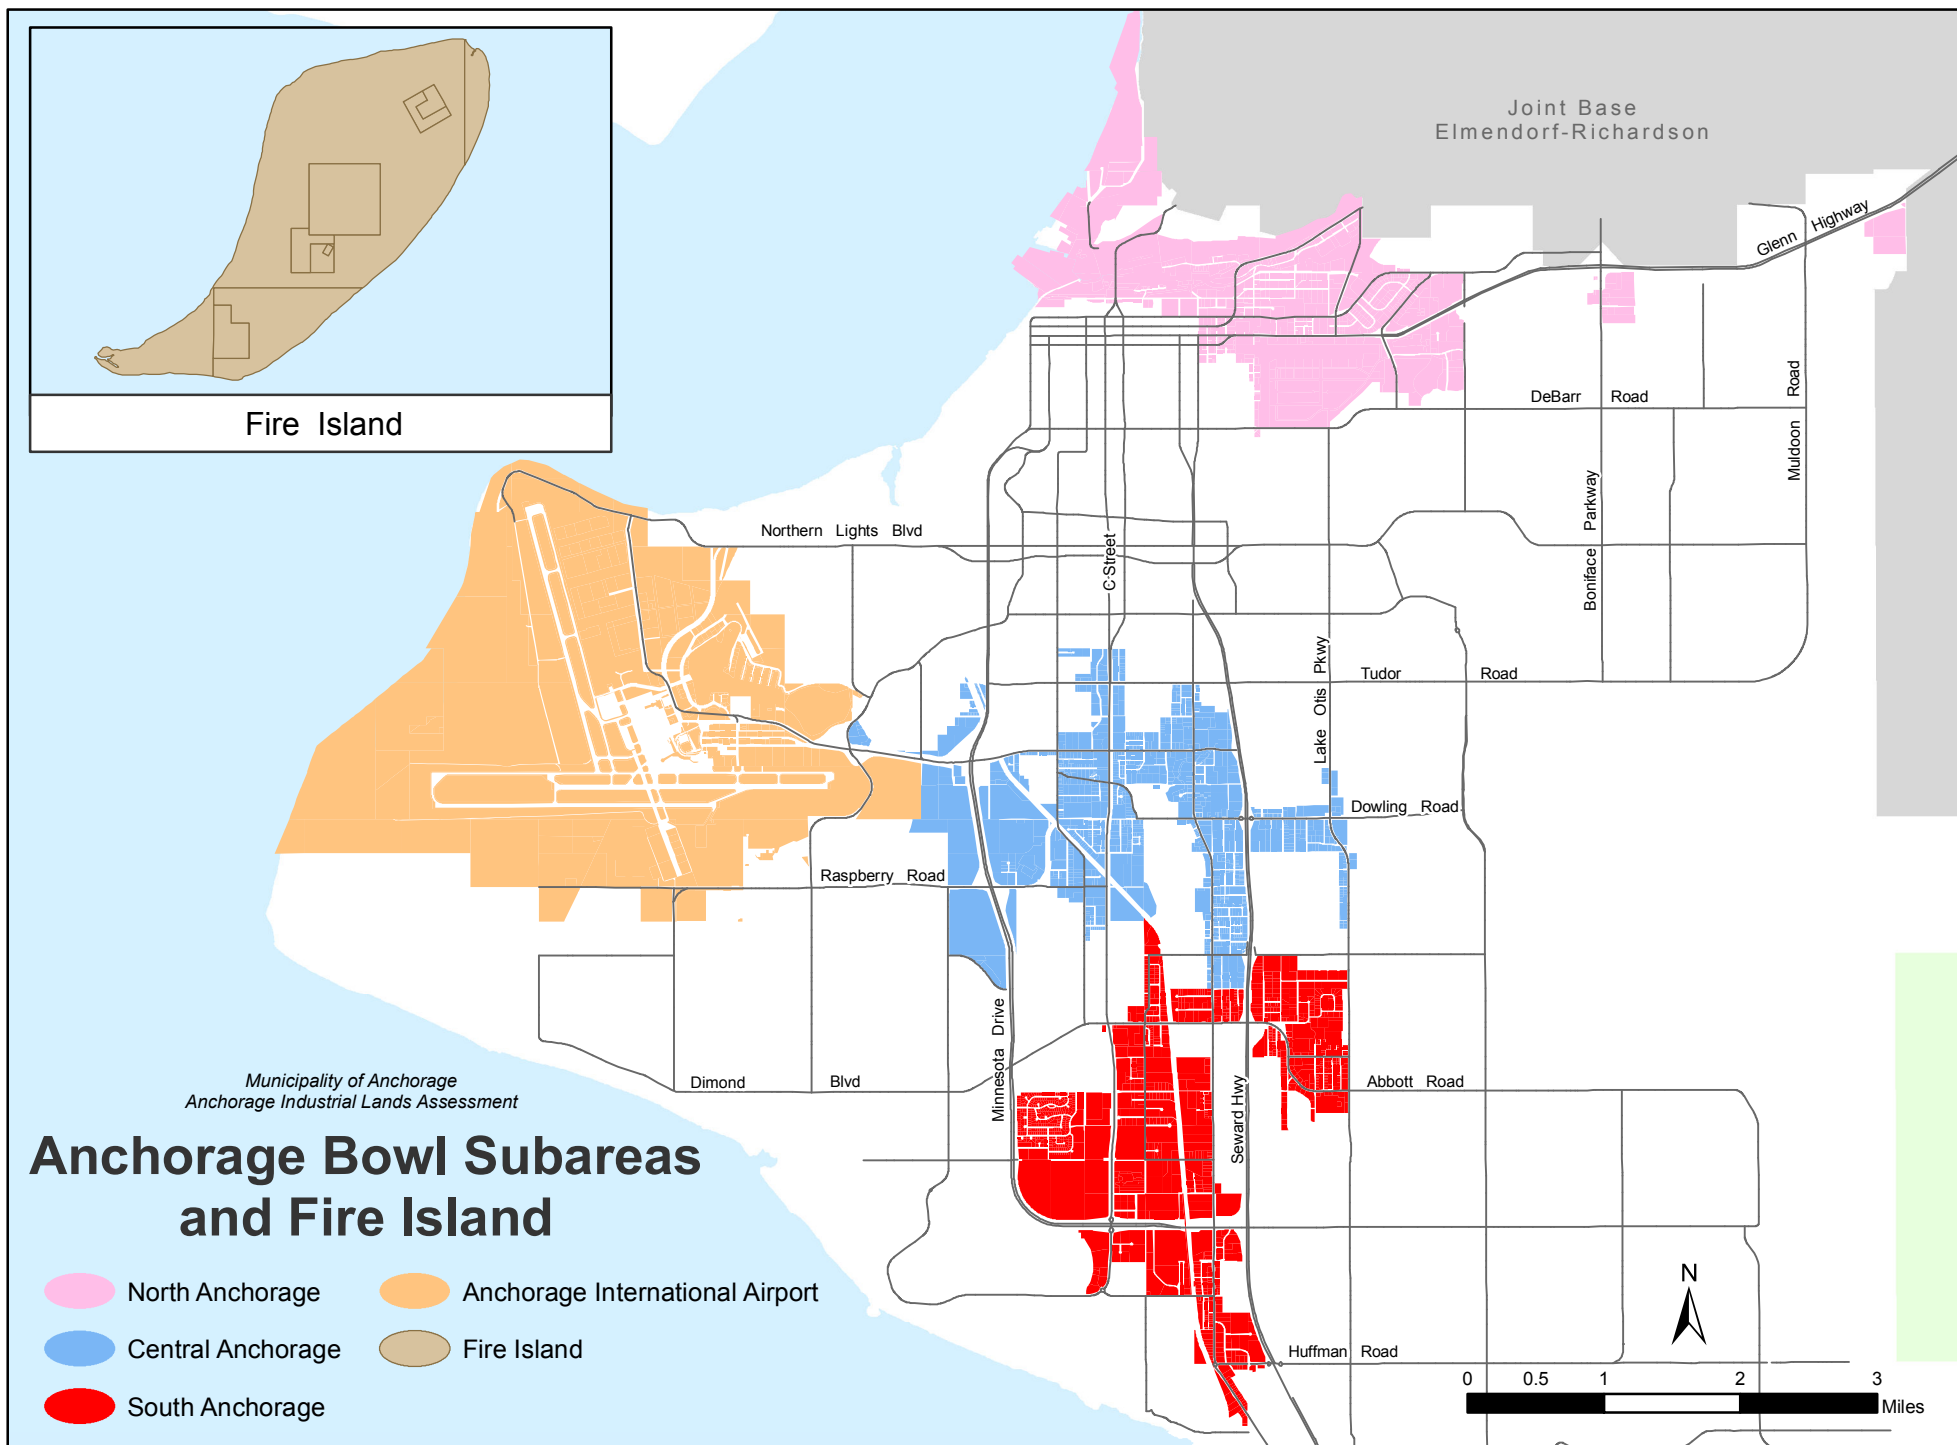 Joint Base
Elmendorf-Richardson
Glenn Highway
Fire Island
DeBarr Road
Muldoon Road
Northern Lights Blvd
C Street
Boniface Parkway
Lake Otis Pkwy
Tudor Road
Dowling Road
Raspberry Road
Minnesota Drive
Dimond Blvd
Seward Hwy
Abbott Road
Municipality of Anchorage
Anchorage Industrial Lands Assessment
Anchorage Bowl Subareas
and Fire Island
North Anchorage
Anchorage International Airport
Central Anchorage
Fire Island
South Anchorage
Huffman Road
N
0 0.5 1 2 3
Miles